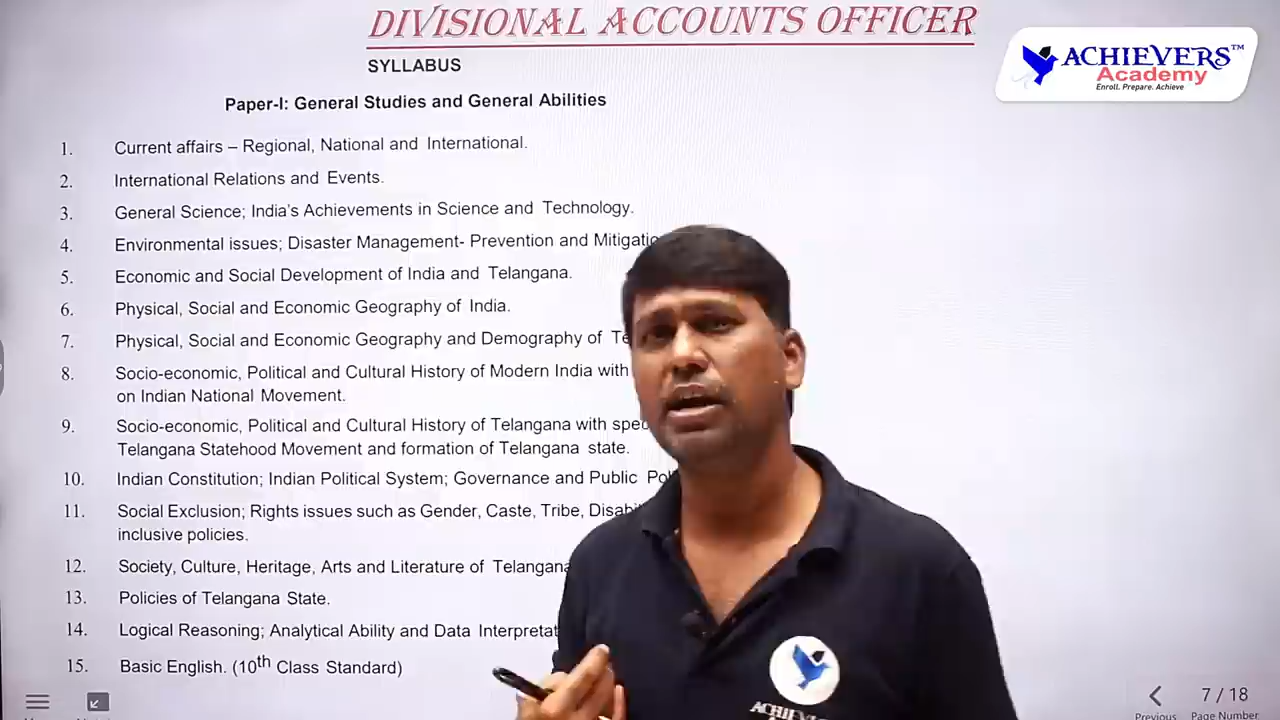 DIVISIONAL ACCOUNTS OFFICER
SYLLABUS
Paper-I: General Studies and General Abilities
1. Current affairs – Regional, National and International.
2. International Relations and Events.
3. General Science; India's Achievements in Science and Technology.
4. Environmental issues; Disaster Management- Prevention and
5. Economic and Social Development of India and Telangana.
6. Physical, Social and Economic Geography of India.
7. Physical, Social and Economic Geography and Demography of
8. Socio-economic, Political and Cultural History of Modern India with
on Indian National Movement.
9. Socio-economic, Political and Cultural History of Telangana with
Telangana Statehood Movement and formation of Telangana state.
10. Indian Constitution; Indian Political System; Governance and Public
11. Social Exclusion; Rights issues such as Gender, Caste, Tribe,
inclusive policies.
12. Society, Culture, Heritage, Arts and Literature of Telangana
13. Policies of Telangana State.
14. Logical Reasoning; Analytical Ability and Data
15. Basic English. (10th Class Standard)
ACHIEVERS™
Academy
Enroll. Prepare. Achieve
7 / 18
Previous Page Number